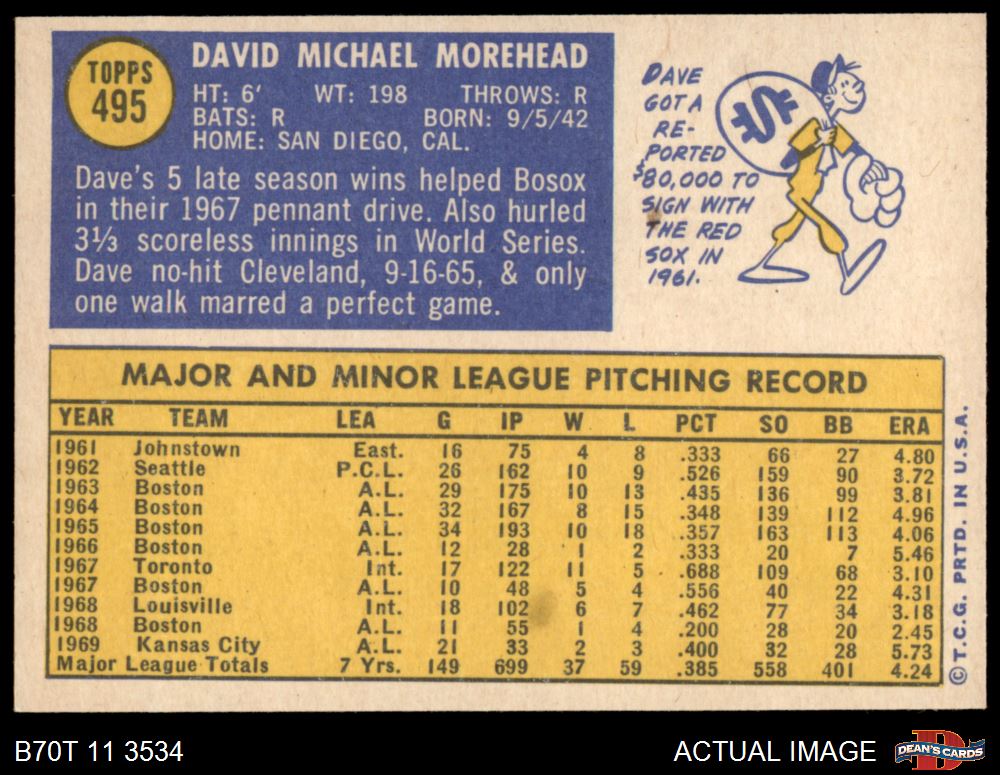 TOPPS
495
DAVID MICHAEL MOREHEAD
HT: 6' WT: 198 THROWS: R
BATS: R BORN: 9/5/42
HOME: SAN DIEGO, CAL.
Dave's 5 late season wins helped Bosox
in their 1967 pennant drive. Also hurled
3⅓ scoreless innings in World Series.
Dave no-hit Cleveland, 9-16-65, & only
one walk marred a perfect game.
DAVE
GOT A
RE-
PORTED
$80,000 TO
SIGN WITH
THE RED
SOX IN
1961.
$
MAJOR AND MINOR LEAGUE PITCHING RECORD
YEAR TEAM LEA G IP W L PCT SO BB ERA
1961 Johnstown East. 16 75 4 8 .333 66 27 4.80
1962 Seattle P.C.L. 26 162 10 9 .526 159 90 3.72
1963 Boston A.L. 29 175 10 13 .435 136 99 3.81
1964 Boston A.L. 32 167 8 15 .348 139 112 4.96
1965 Boston A.L. 34 193 10 18 .357 163 113 4.06
1966 Boston A.L. 12 28 1 2 .333 20 7 5.46
1967 Toronto Int. 17 122 11 5 .688 109 68 3.10
1967 Boston A.L. 10 48 5 4 .556 40 22 4.31
1968 Louisville Int. 18 102 6 7 .462 77 34 3.18
1968 Boston A.L. 11 55 1 4 .200 28 20 2.45
1969 Kansas City A.L. 21 33 2 3 .400 32 28 5.73
Major League Totals 7 Yrs. 149 699 37 59 .385 558 401 4.24
© T.C.G. PRTD. IN U.S.A.
B70T 11 3534
ACTUAL IMAGE
DEAN'S CARDS